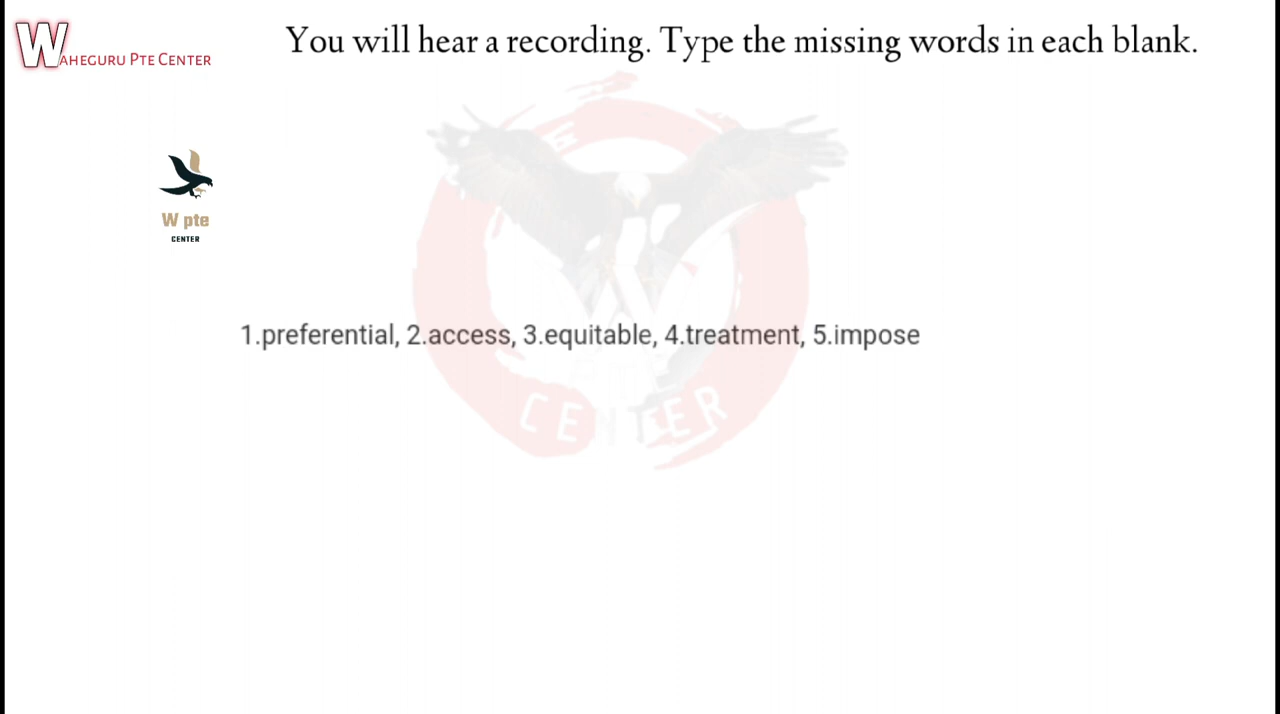 You will hear a recording. Type the missing words in each blank.
WAHEGURU PTE CENTER
W pte
CENTER
1.preferential, 2.access, 3.equitable, 4.treatment, 5.impose
CENTER